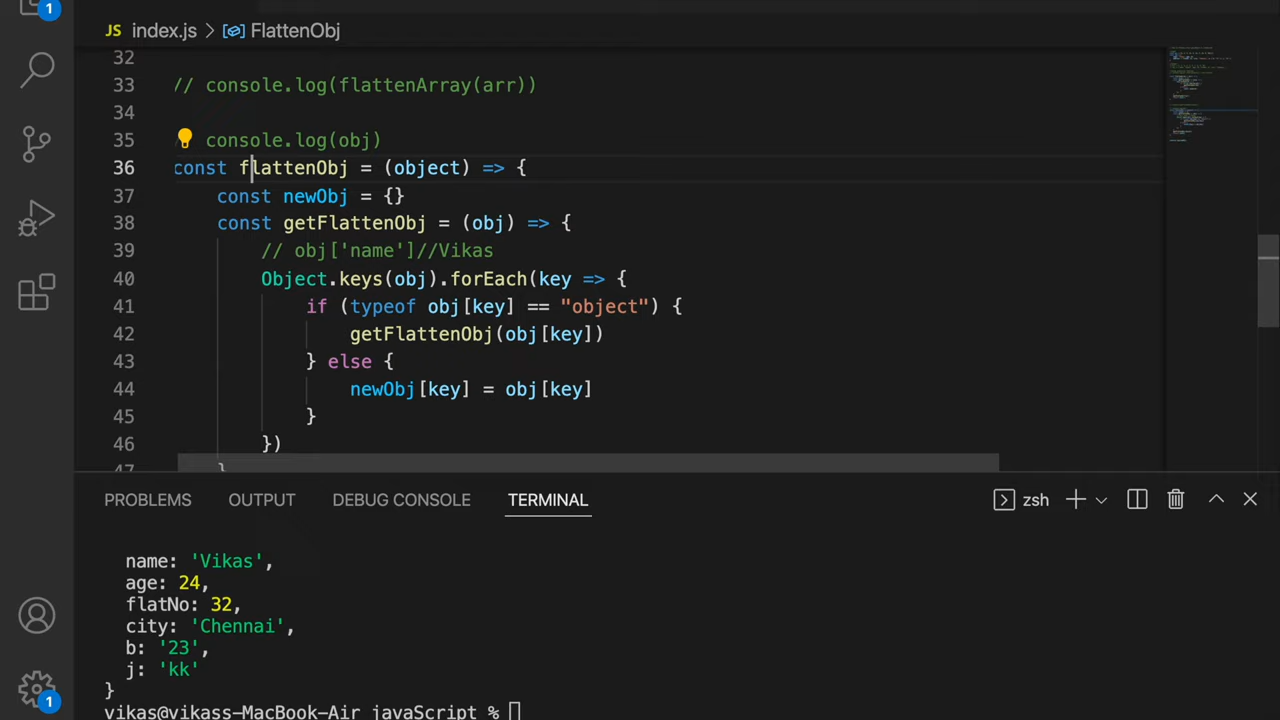 1
JS index.js > FlattenObj
32
33 // console.log(flattenArray(arr))
34
35 console.log(obj)
36 const flattenObj = (object) => {
37 const newObj = {}
38 const getFlattenObj = (obj) => {
39 // obj['name']//Vikas
40 Object.keys(obj).forEach(key => {
41 if (typeof obj[key] == "object") {
42 getFlattenObj(obj[key])
43 } else {
44 newObj[key] = obj[key]
45 }
46 })
47 }
PROBLEMS OUTPUT DEBUG CONSOLE TERMINAL zsh
name: 'Vikas',
age: 24,
flatNo: 32,
city: 'Chennai',
b: '23',
j: 'kk'
}
vikas@vikass-MacBook-Air javaScript %
1